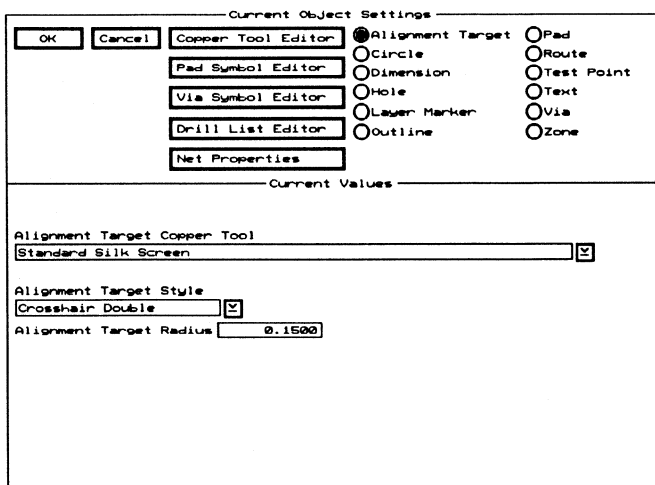 Current Object Settings
OK
Cancel
Copper Tool Editor
Pad Symbol Editor
Via Symbol Editor
Drill List Editor
Net Properties
Alignment Target
Circle
Dimension
Hole
Layer Marker
Outline
Pad
Route
Test Point
Text
Via
Zone
Current Values
Alignment Target Copper Tool
Standard Silk Screen
Alignment Target Style
Crosshair Double
Alignment Target Radius 0.1500